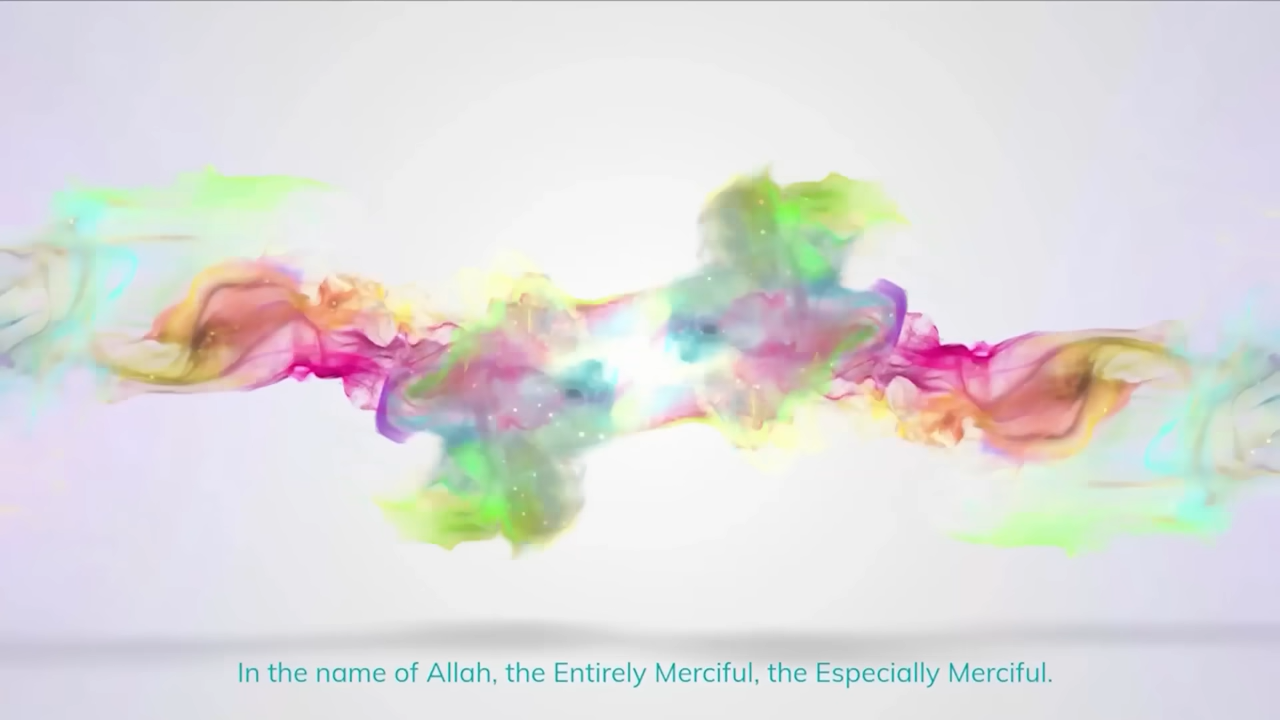 In the name of Allah, the Entirely Merciful, the Especially Merciful.